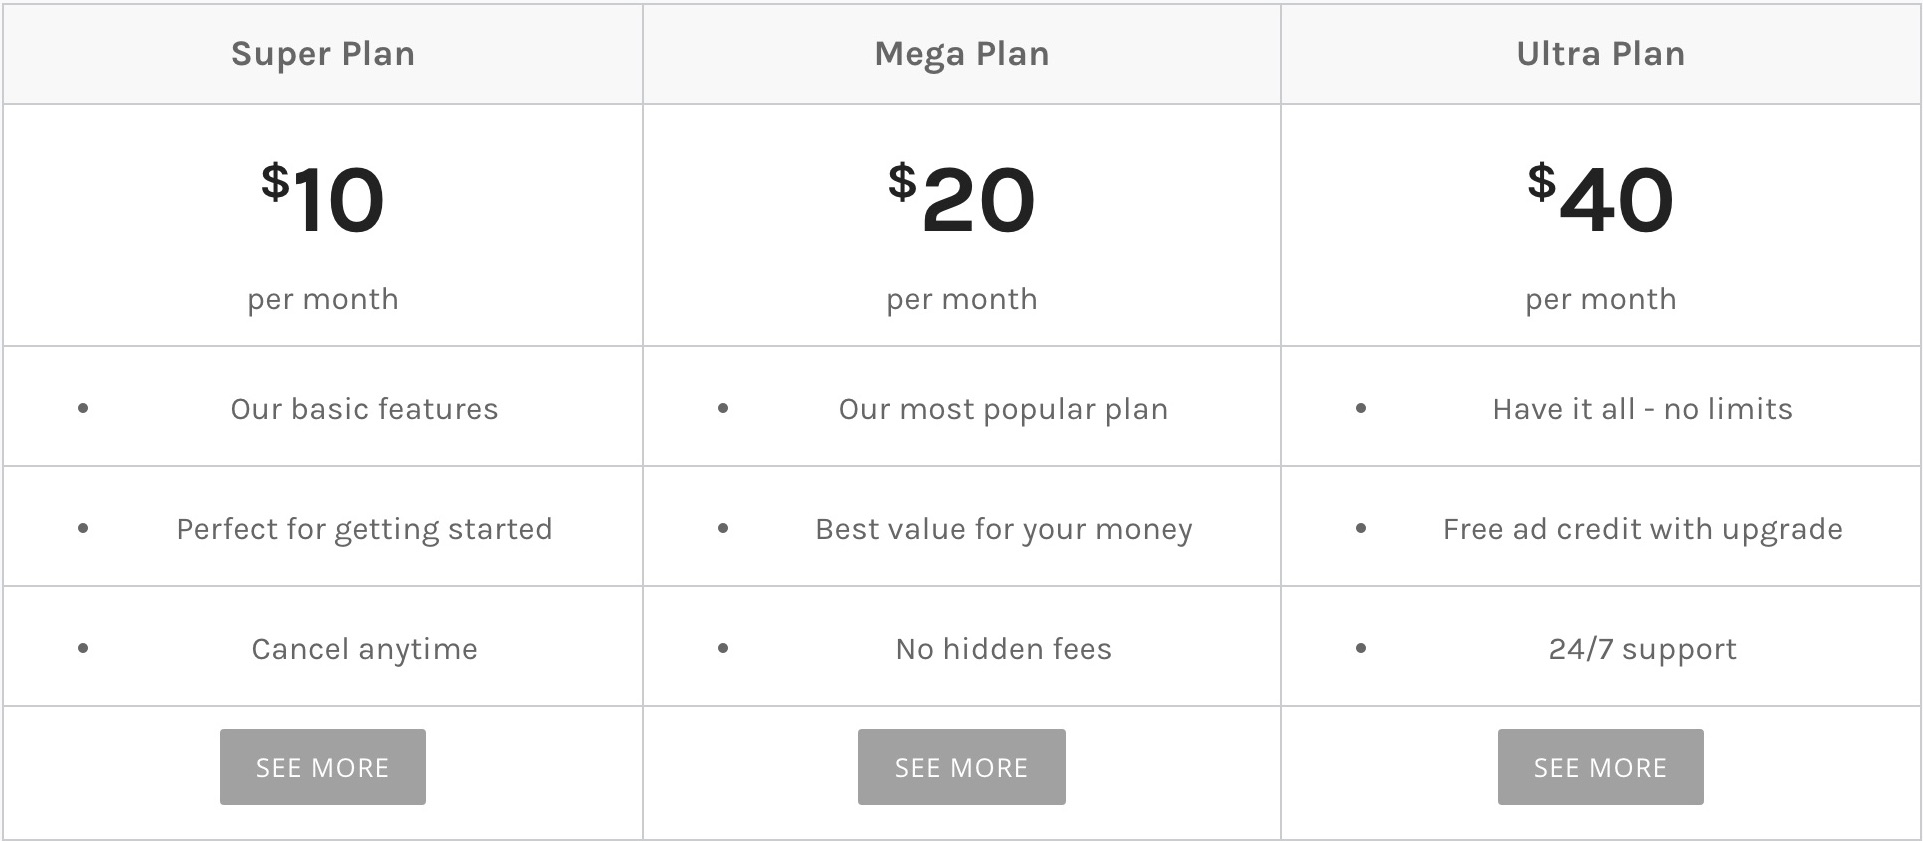 Super Plan
Mega Plan
Ultra Plan
$10
$20
$40
per month
per month
per month
• Our basic features
• Our most popular plan
• Have it all - no limits
• Perfect for getting started
• Best value for your money
• Free ad credit with upgrade
• Cancel anytime
• No hidden fees
• 24/7 support
SEE MORE
SEE MORE
SEE MORE